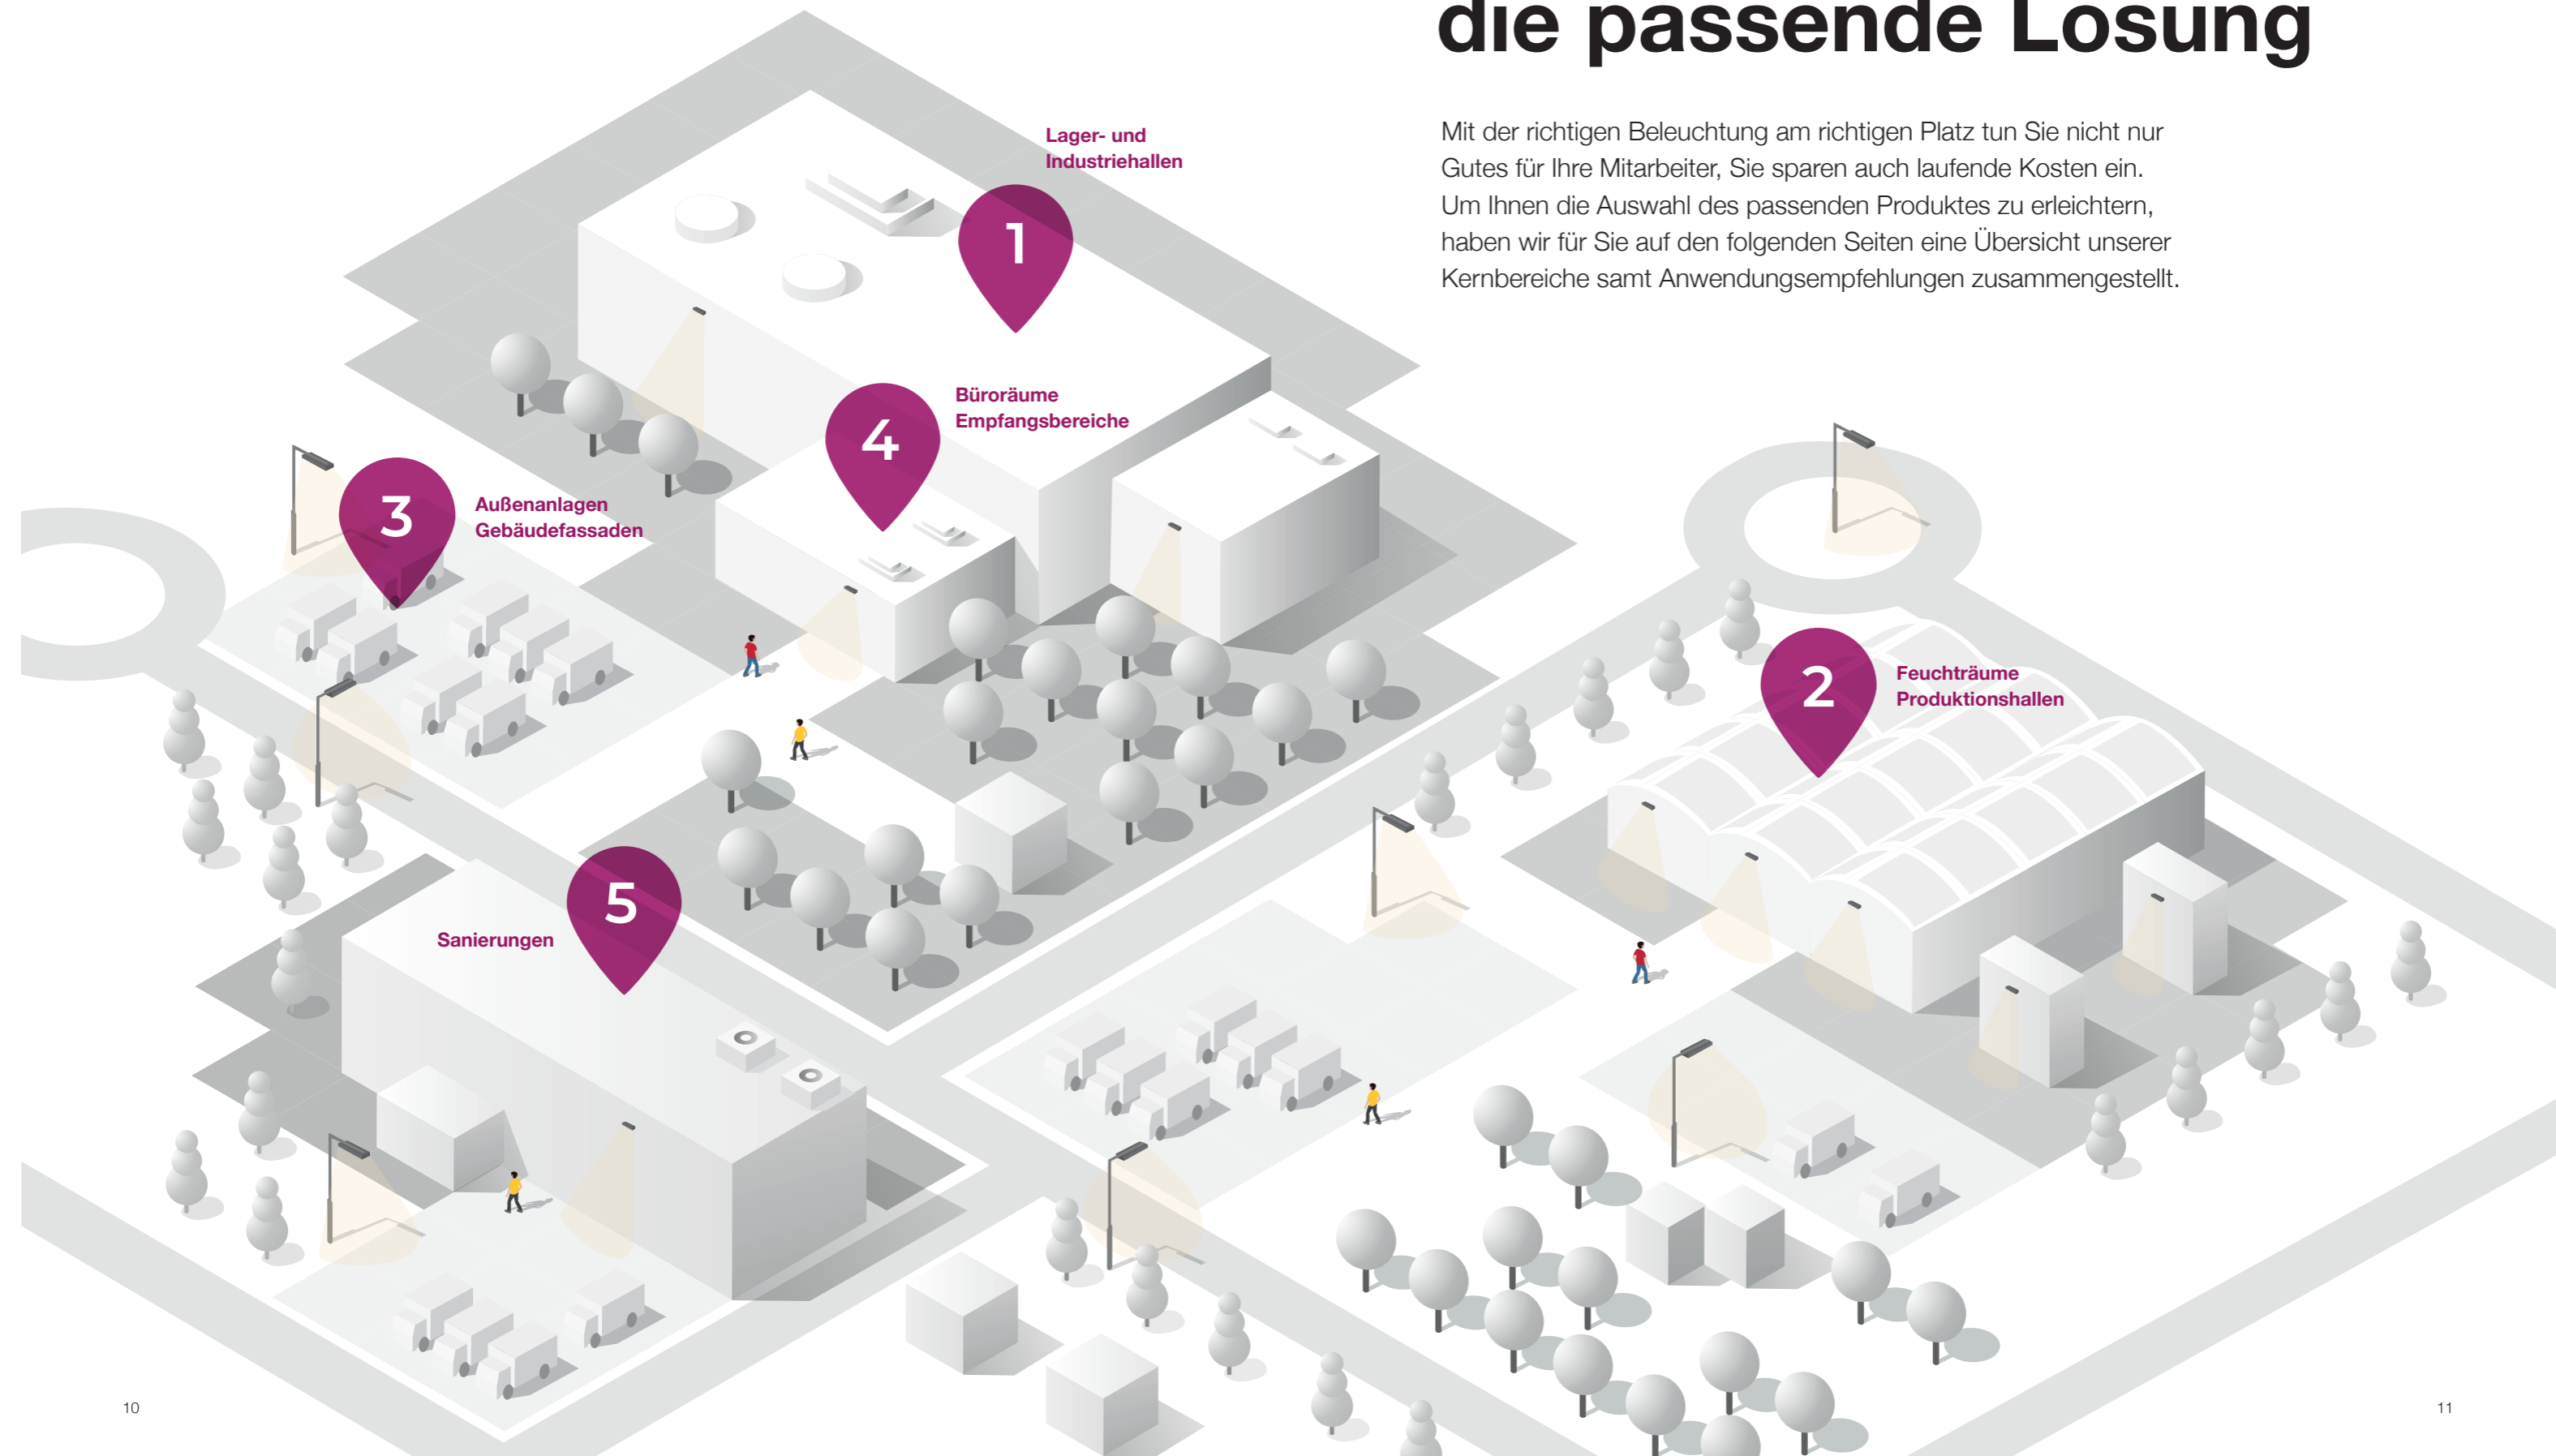 die passende Lösung
Mit der richtigen Beleuchtung am richtigen Platz tun Sie nicht nur
Gutes für Ihre Mitarbeiter, Sie sparen auch laufende Kosten ein.
Um Ihnen die Auswahl des passenden Produktes zu erleichtern,
haben wir für Sie auf den folgenden Seiten eine Übersicht unserer
Kernbereiche samt Anwendungsempfehlungen zusammengestellt.
Lager- und
Industriehallen
1
Büroräume
Empfangsbereiche
4
3
Außenanlagen
Gebäudefassaden
2
Feuchträume
Produktionshallen
5
Sanierungen
10
11